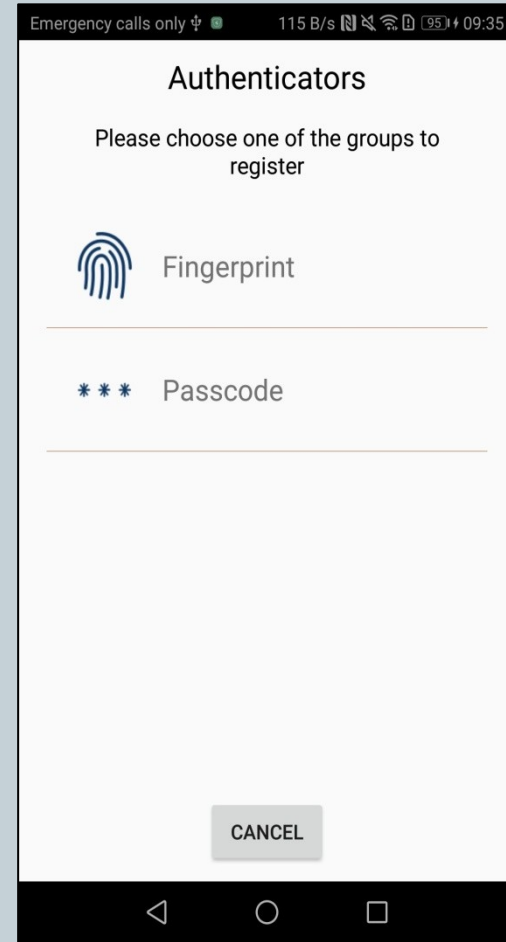 Emergency calls only 115 B/s 95 09:35
Authenticators
Please choose one of the groups to
register
Fingerprint
*** Passcode
CANCEL